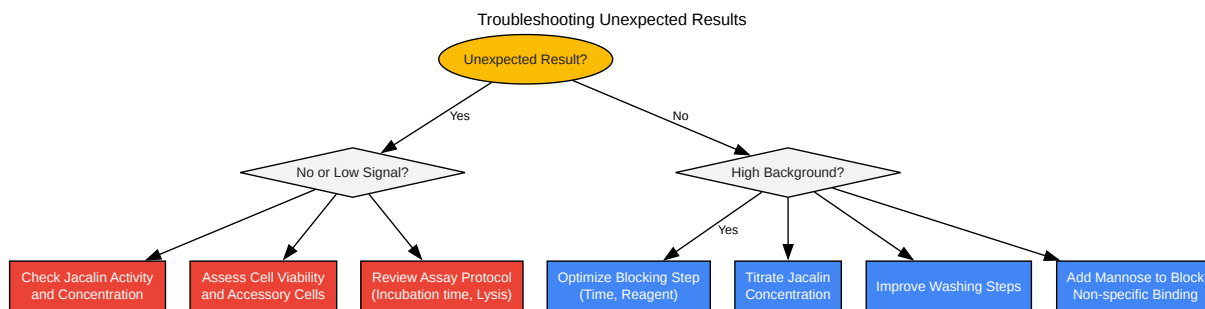 Troubleshooting Unexpected Results
Unexpected Result?
Yes
No
No or Low Signal?
High Background?
Yes
Check Jacalin Activity
and Concentration
Assess Cell Viability
and Accessory Cells
Review Assay Protocol
(Incubation time, Lysis)
Optimize Blocking Step
(Time, Reagent)
Titrate Jacalin
Concentration
Improve Washing Steps
Add Mannose to Block
Non-specific Binding